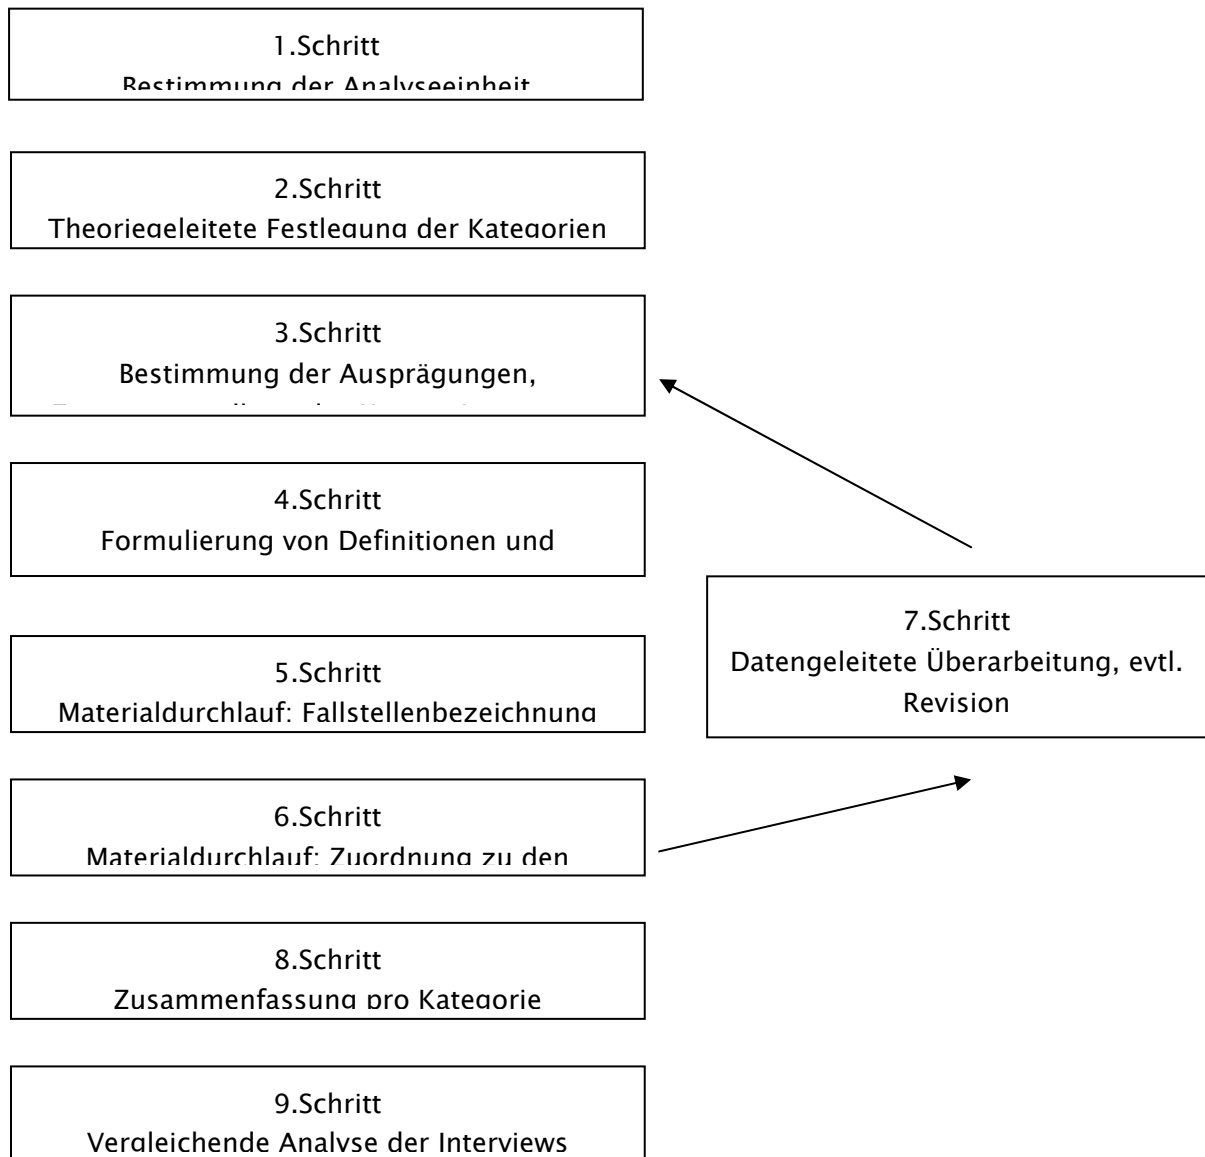 1.Schritt
Bestimmung der Analyseeinheit
2.Schritt
Theoriegeleitete Festlegung der Kategorien
3.Schritt
Bestimmung der Ausprägungen,
4.Schritt
Formulierung von Definitionen und
5.Schritt
Materialdurchlauf: Fallstellenbezeichnung
6.Schritt
Materialdurchlauf: Zuordnung zu den
7.Schritt
Datengeleitete Überarbeitung, evtl.
Revision
8.Schritt
Zusammenfassung pro Kategorie
9.Schritt
Vergleichende Analyse der Interviews